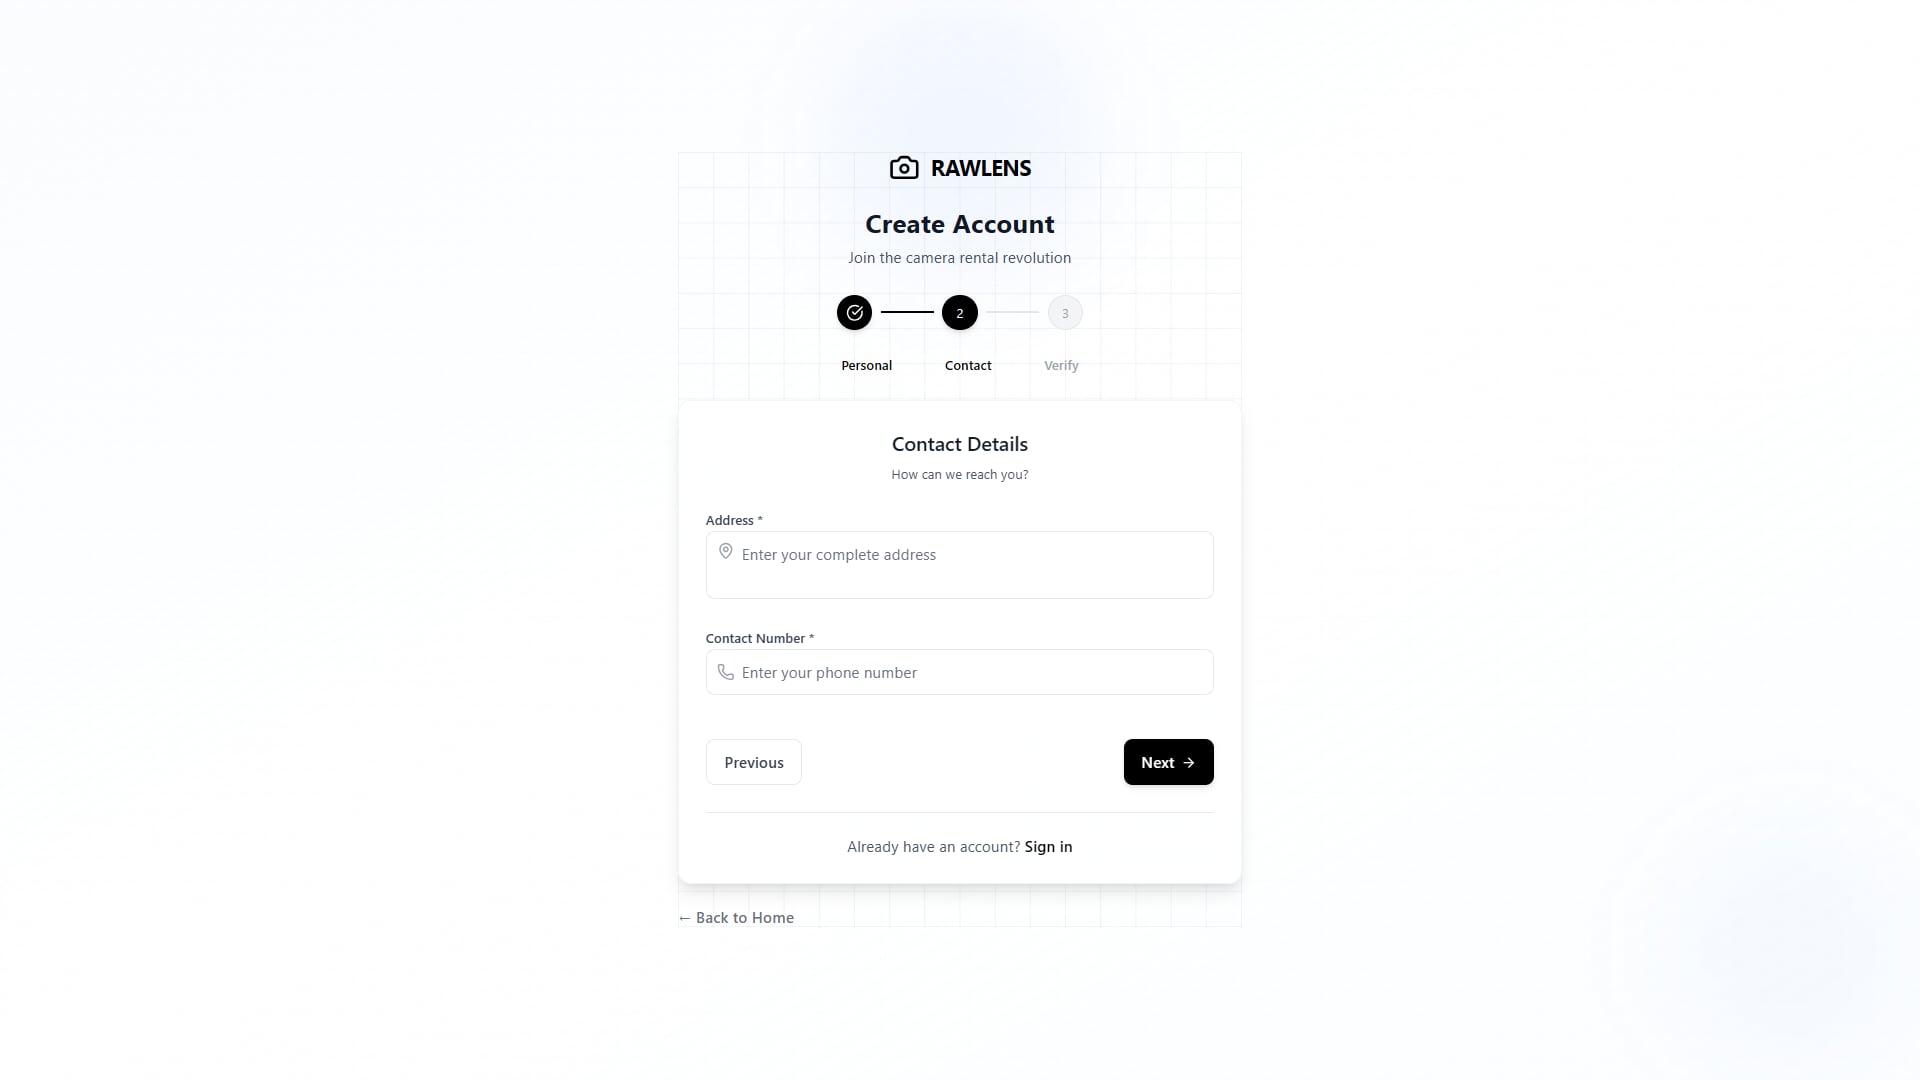 RAWLENS
Create Account
Join the camera rental revolution
2
3
Personal
Contact
Verify
Contact Details
How can we reach you?
Address *
Enter your complete address
Contact Number *
Enter your phone number
Previous
Next →
Already have an account? Sign in
← Back to Home